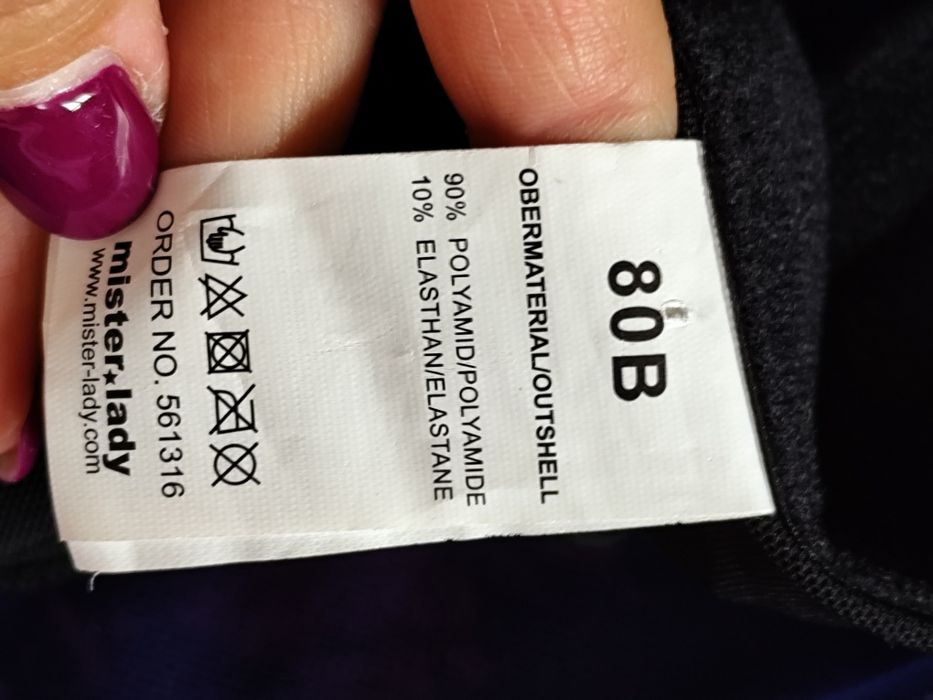 80B
OBERMATERIAL/OUTSHELL
90% POLYAMID/POLYAMIDE
10% ELASTHAN/ELASTANE
ORDER NO. 561316
mister★lady
www.mister-lady.com